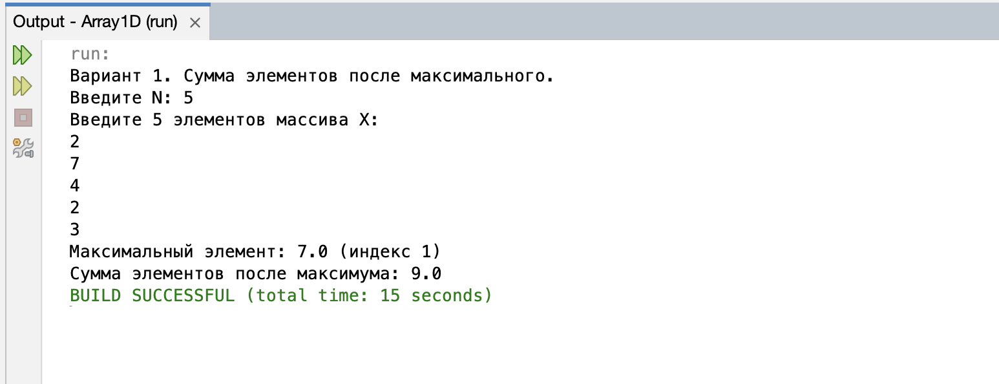 Output - Array1D (run)
run:
Вариант 1. Сумма элементов после максимального.
Введите N: 5
Введите 5 элементов массива X:
2
7
4
2
3
Максимальный элемент: 7.0 (индекс 1)
Сумма элементов после максимума: 9.0
BUILD SUCCESSFUL (total time: 15 seconds)